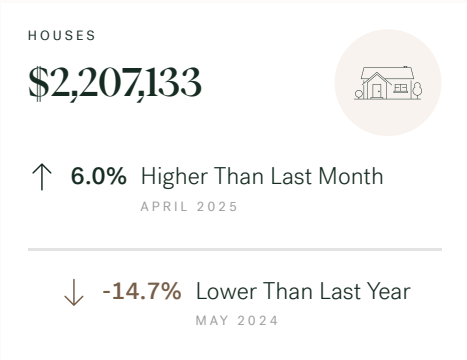 HOUSES
$2,207,133
6.0% Higher Than Last Month
APRIL 2025
-14.7% Lower Than Last Year
MAY 2024